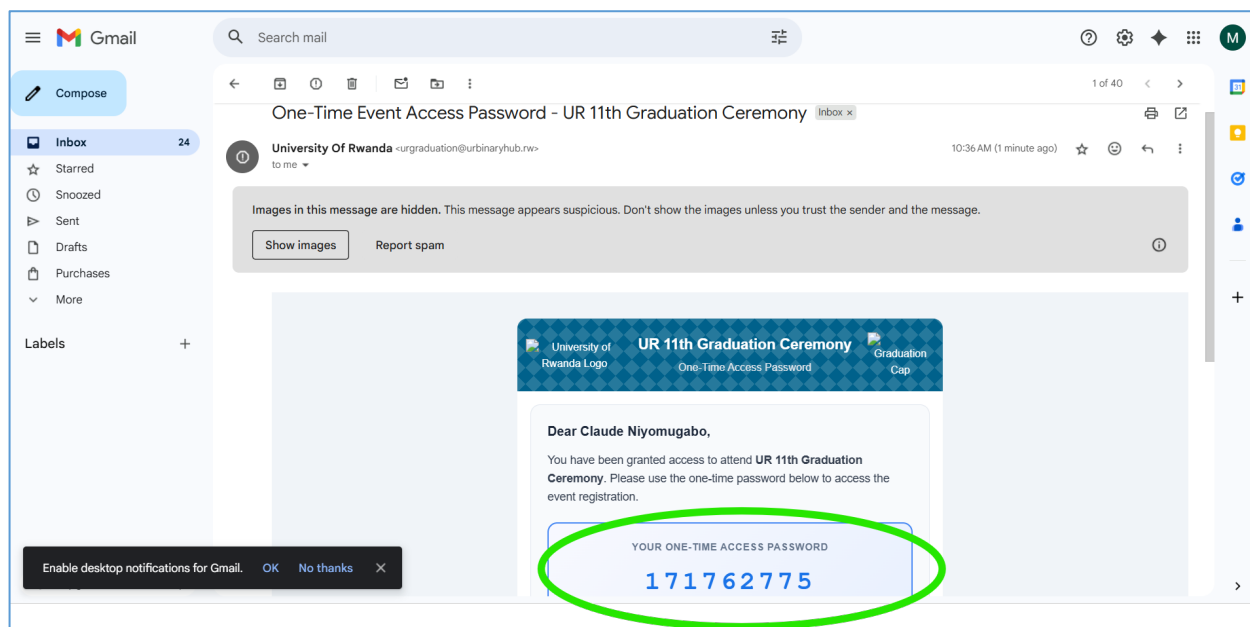 Gmail
Search mail
M
Compose
1 of 40
31
One-Time Event Access Password - UR 11th Graduation Ceremony Inbox ×
Inbox 24
University Of Rwanda <urgraduation@urbinaryhub.rw>
10:36 AM (1 minute ago)
to me
Starred
Snoozed
Sent
Drafts
Purchases
More
Labels
Images in this message are hidden. This message appears suspicious. Don't show the images unless you trust the sender and the message.
Show images Report spam
University of Rwanda Logo
UR 11th Graduation Ceremony
One-Time Access Password
Graduation Cap
Dear Claude Niyomugabo,
You have been granted access to attend UR 11th Graduation
Ceremony. Please use the one-time password below to access the
event registration.
YOUR ONE-TIME ACCESS PASSWORD
171762775
Enable desktop notifications for Gmail. OK No thanks